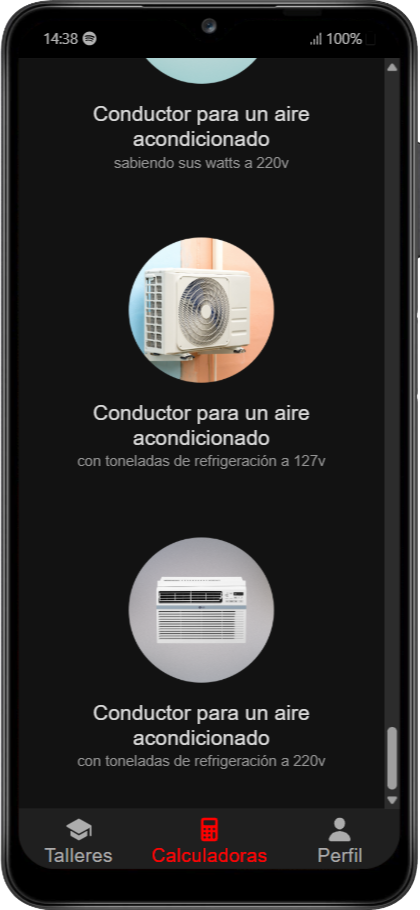 14:38 100%
Conductor para un aire
acondicionado
sabiendo sus watts a 220v
Conductor para un aire
acondicionado
con toneladas de refrigeración a 127v
Conductor para un aire
acondicionado
con toneladas de refrigeración a 220v
Talleres Calculadoras Perfil